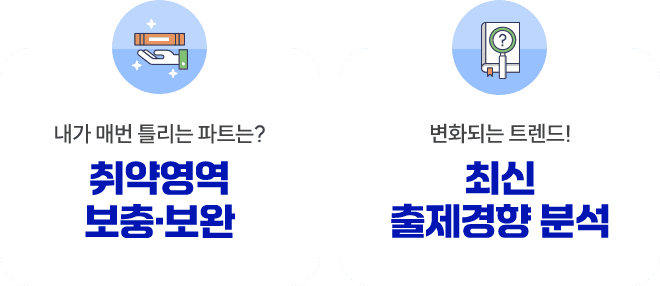 내가 매번 틀리는 파트는?
취약영역
보충·보완
변화되는 트렌드!
최신
출제경향 분석